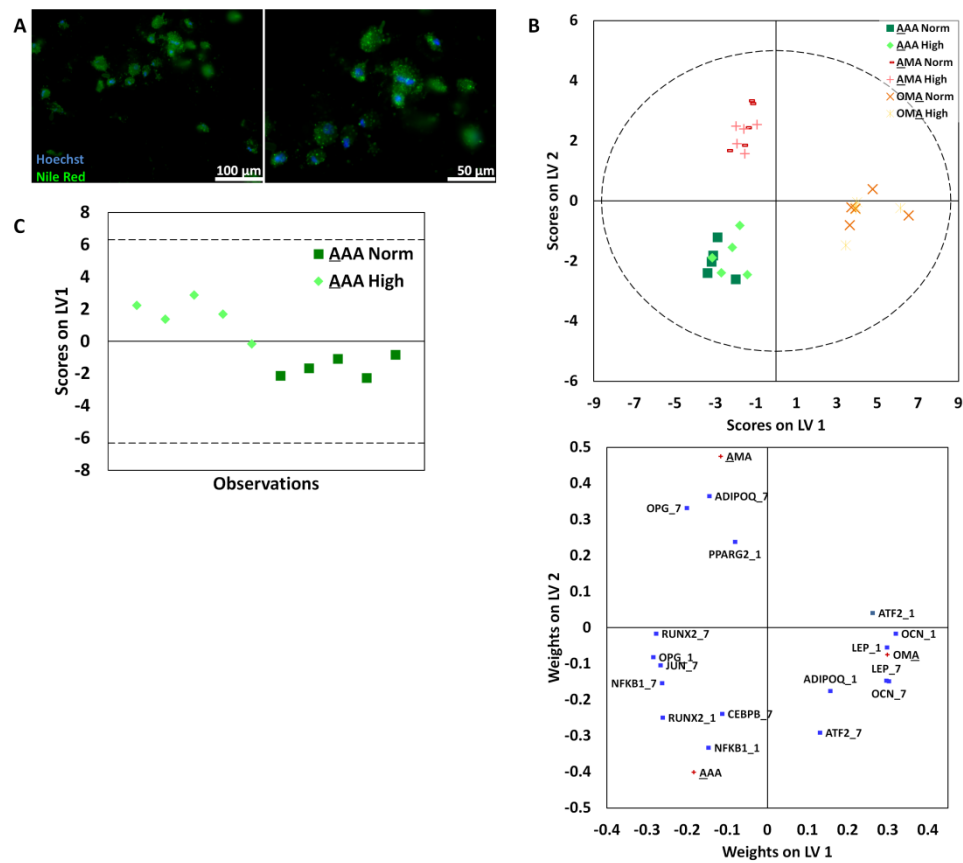 A
Hoechst
Nile Red
100 μm
50 μm
B
Scores on LV 2
6
4
2
0
-2
-4
-6
-9
-7
-5
-3
-1
1
3
5
7
9
Scores on LV 1
AAA Norm
AAA High
AMA Norm
AMA High
OMA Norm
OMA High
C
Scores on LV1
8
6
4
2
0
-2
-4
-6
-8
AAA Norm
AAA High
Observations
Weights on LV 2
0.5
0.4
0.3
0.2
0.1
0
-0.1
-0.2
-0.3
-0.4
-0.5
AMA
ADIPOQ_7
OPG_7
PPARG2_1
ATF2_1
RUNX2_7
OCN_1
LEP_1
OMA
OPG_1
JUN_7
LEP_7
NFKB1_7
ADIPOQ_1
OCN_7
RUNX2_1
CEBPB_7
ATF2_7
NFKB1_1
AAA
-0.4
-0.3
-0.2
-0.1
0
0.1
0.2
0.3
0.4
Weights on LV 1